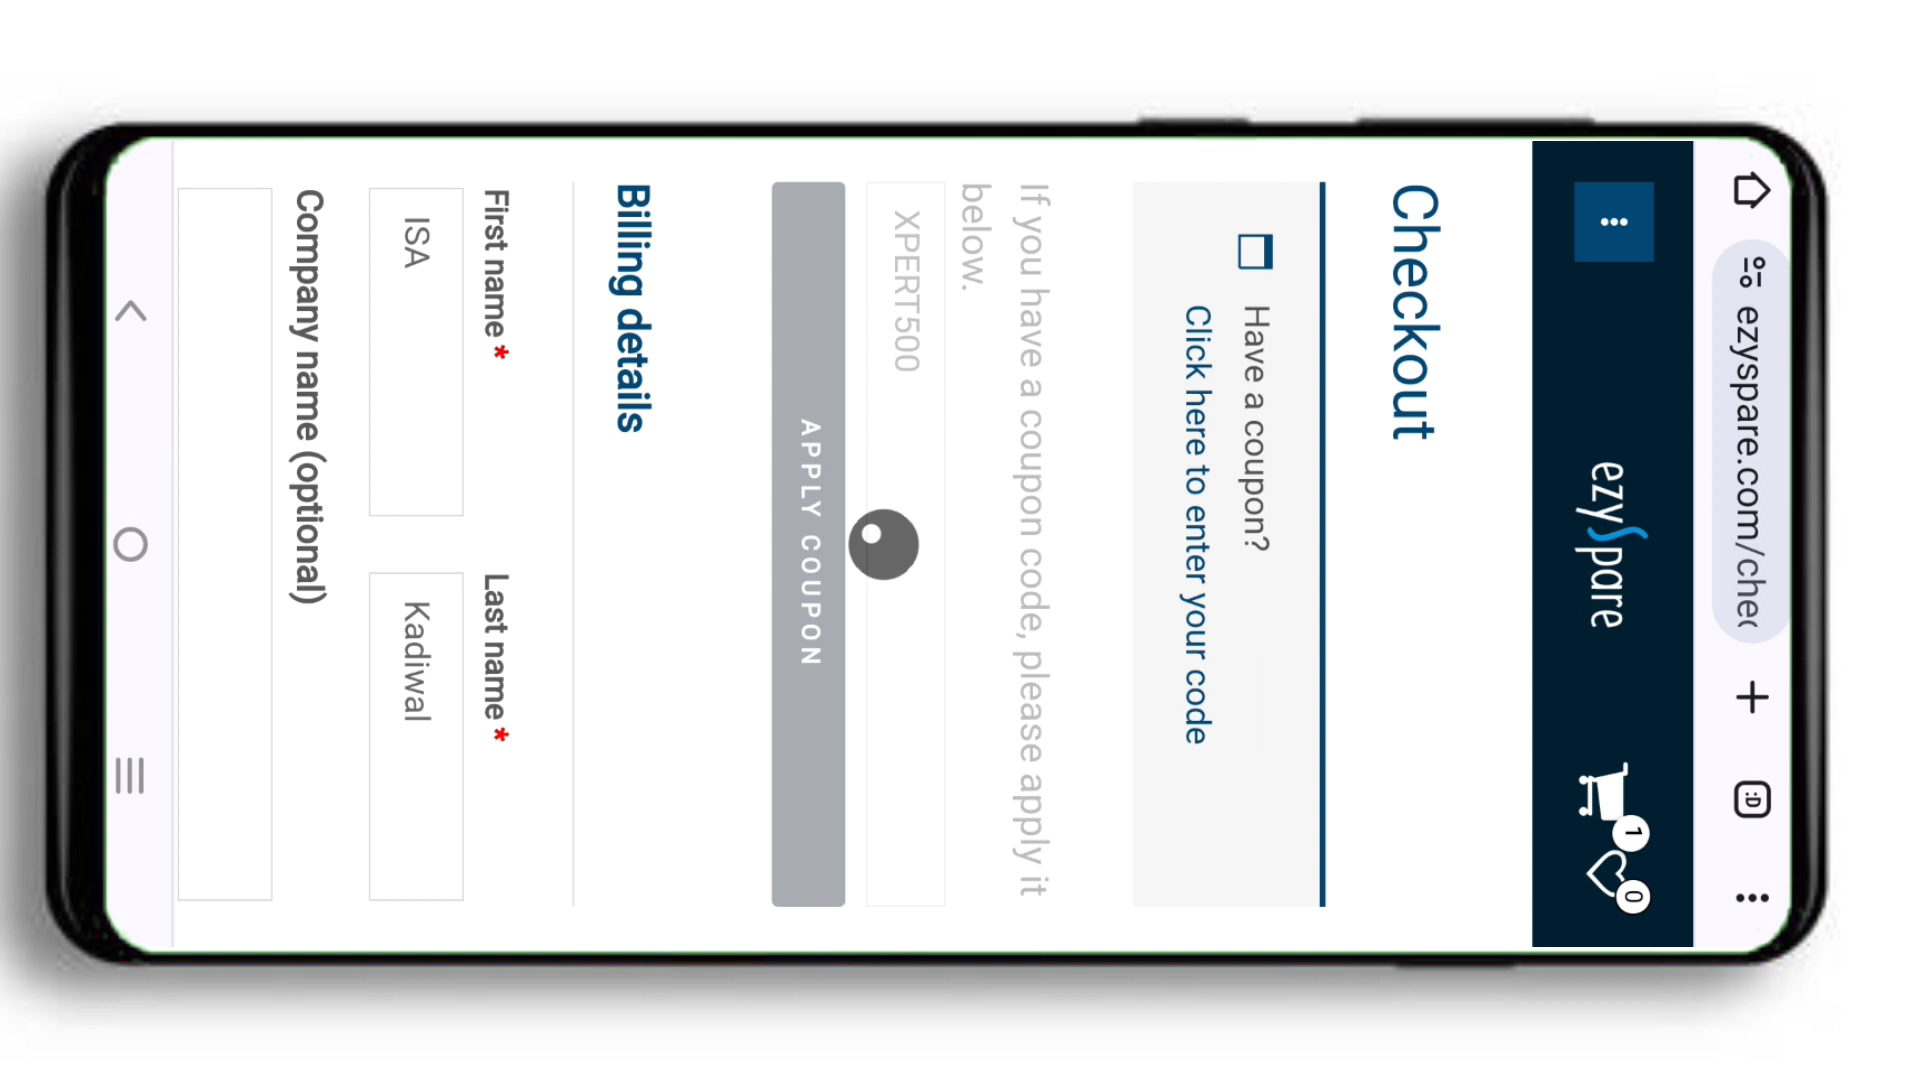 ezyspare.com/chec
:D
ezyspare
1
0
Checkout
Have a coupon?
Click here to enter your code
If you have a coupon code, please apply it
below.
XPERT500
APPLY COUPON
Billing details
First name *
Last name *
ISA
Kadiwal
Company name (optional)